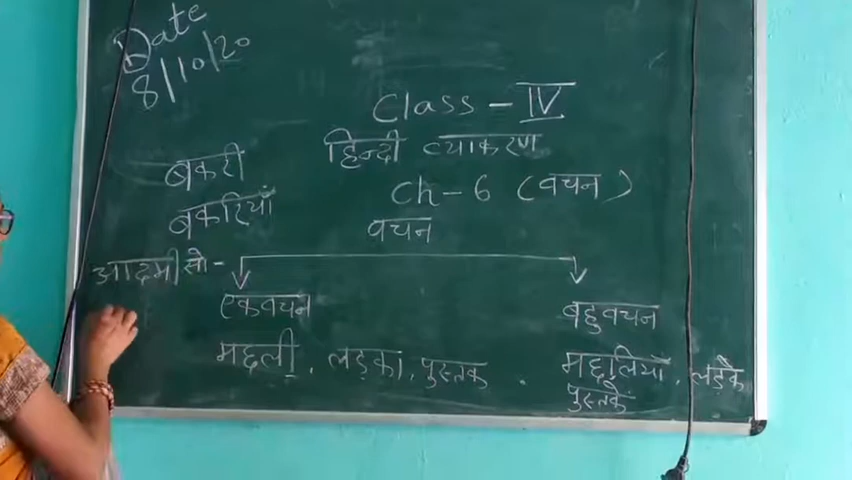 Date
8/10/20
Class - IV
हिन्दी व्याकरण
Ch - 6 (वचन)
वचन
बकरी
बकरियाँ
आदमी सो -
एकवचन
बहुवचन
मछली, लड़का, पुस्तक .
मछलियाँ, लड़के
पुस्तकें